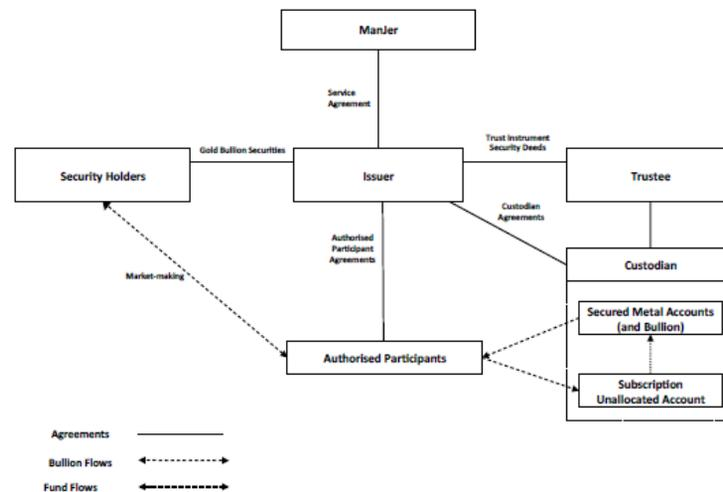 ManJer
Service
Agreement
Gold Bullion Securities
Trust Instrument
Security Deeds
Security Holders
Issuer
Trustee
Custodian
Agreements
Authorised
Participant
Agreements
Custodian
Market-making
Secured Metal Accounts
(and Bullion)
Authorised Participants
Subscription
Unallocated Account
Agreements
Bullion Flows
Fund Flows